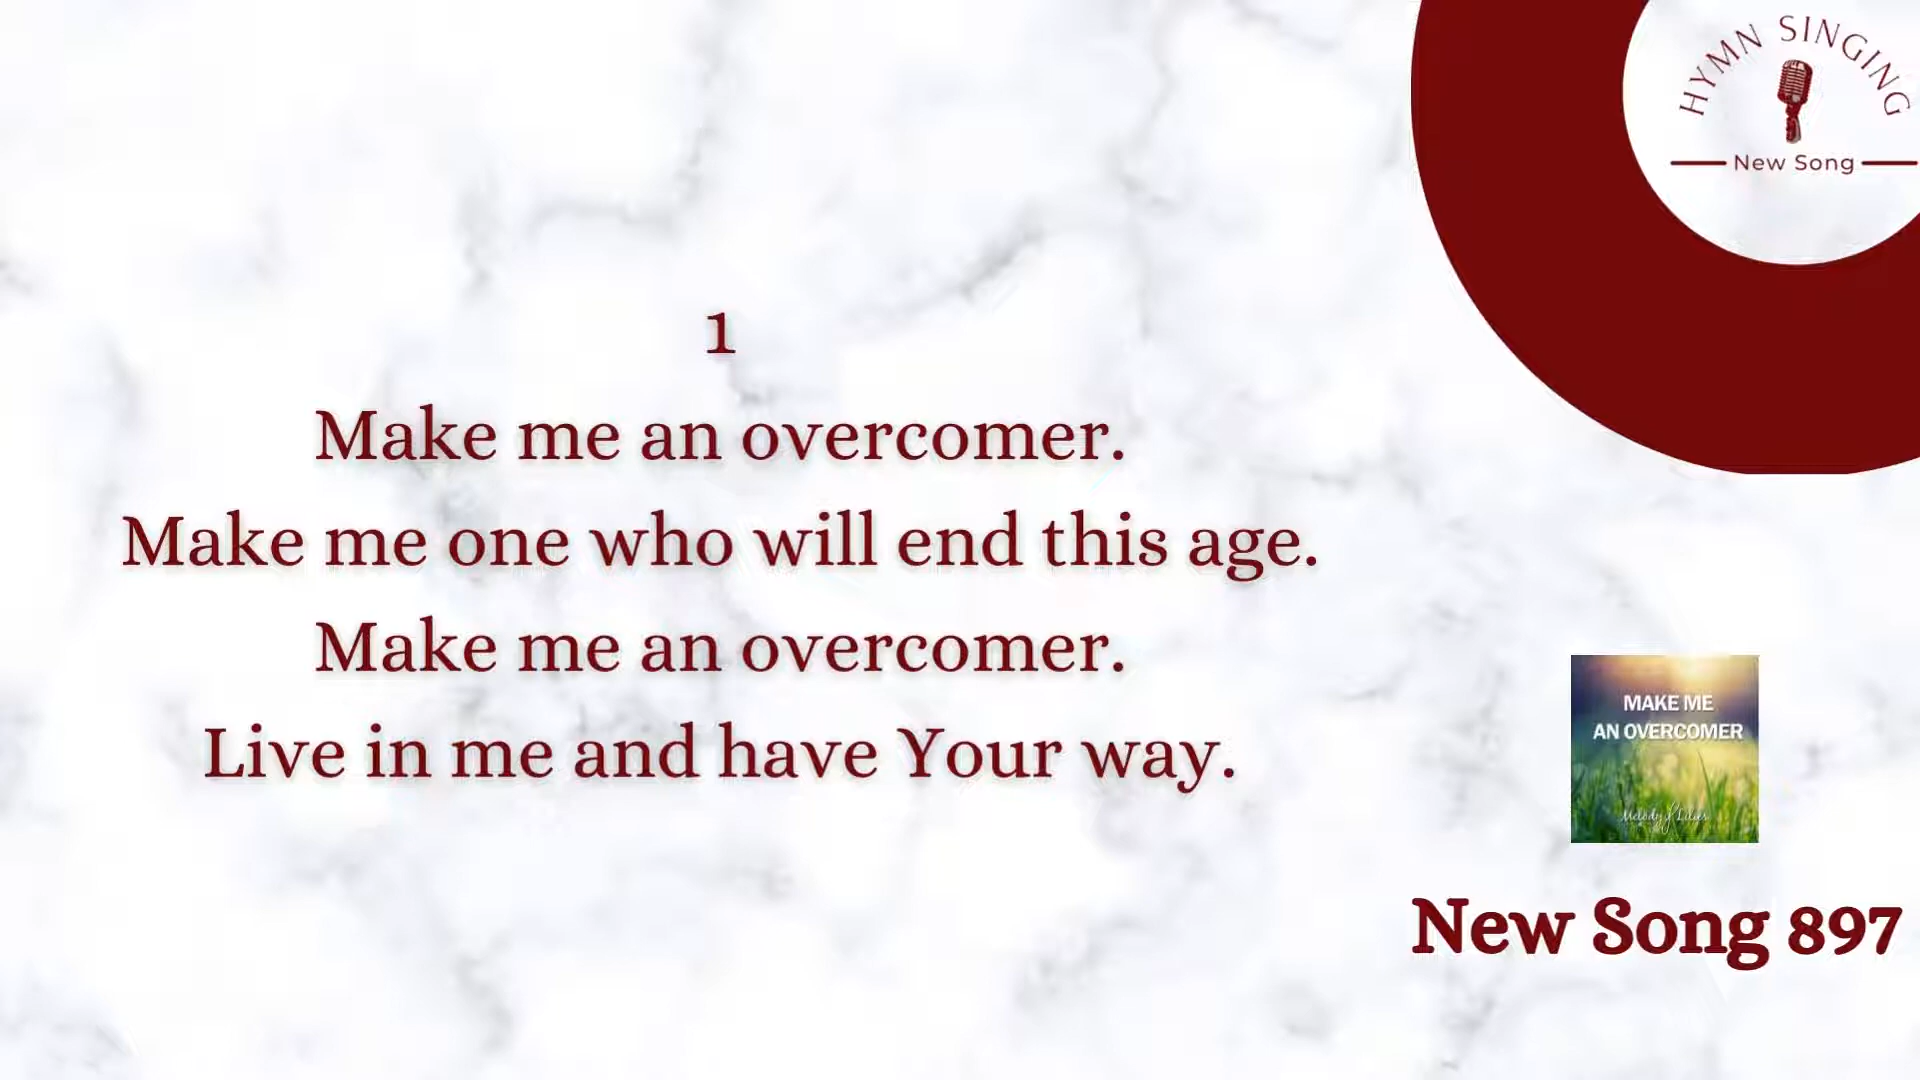 HYMN SINGING
New Song
1
Make me an overcomer.
Make me one who will end this age.
Make me an overcomer.
Live in me and have Your way.
MAKE ME
AN OVERCOMER
New Song 897